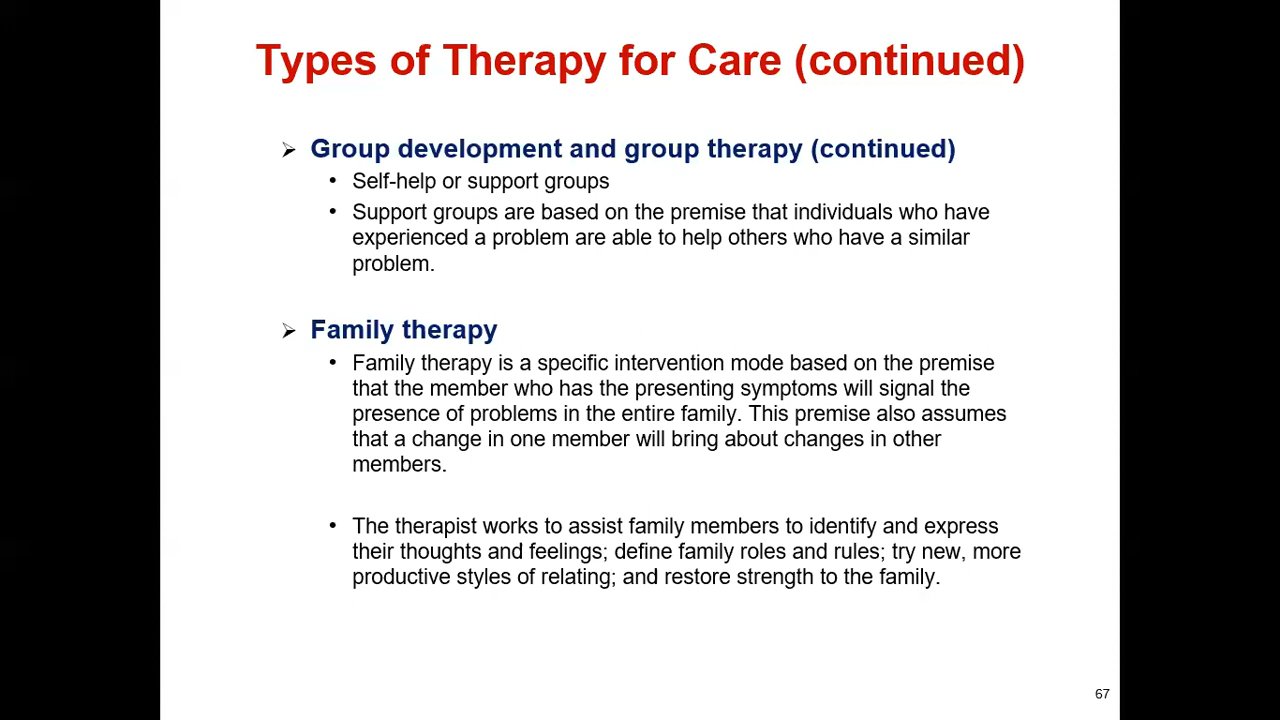 Types of Therapy for Care (continued)
➢ Group development and group therapy (continued)
• Self-help or support groups
• Support groups are based on the premise that individuals who have
experienced a problem are able to help others who have a similar
problem.
➢ Family therapy
• Family therapy is a specific intervention mode based on the premise
that the member who has the presenting symptoms will signal the
presence of problems in the entire family. This premise also assumes
that a change in one member will bring about changes in other
members.
• The therapist works to assist family members to identify and express
their thoughts and feelings; define family roles and rules; try new, more
productive styles of relating; and restore strength to the family.
67